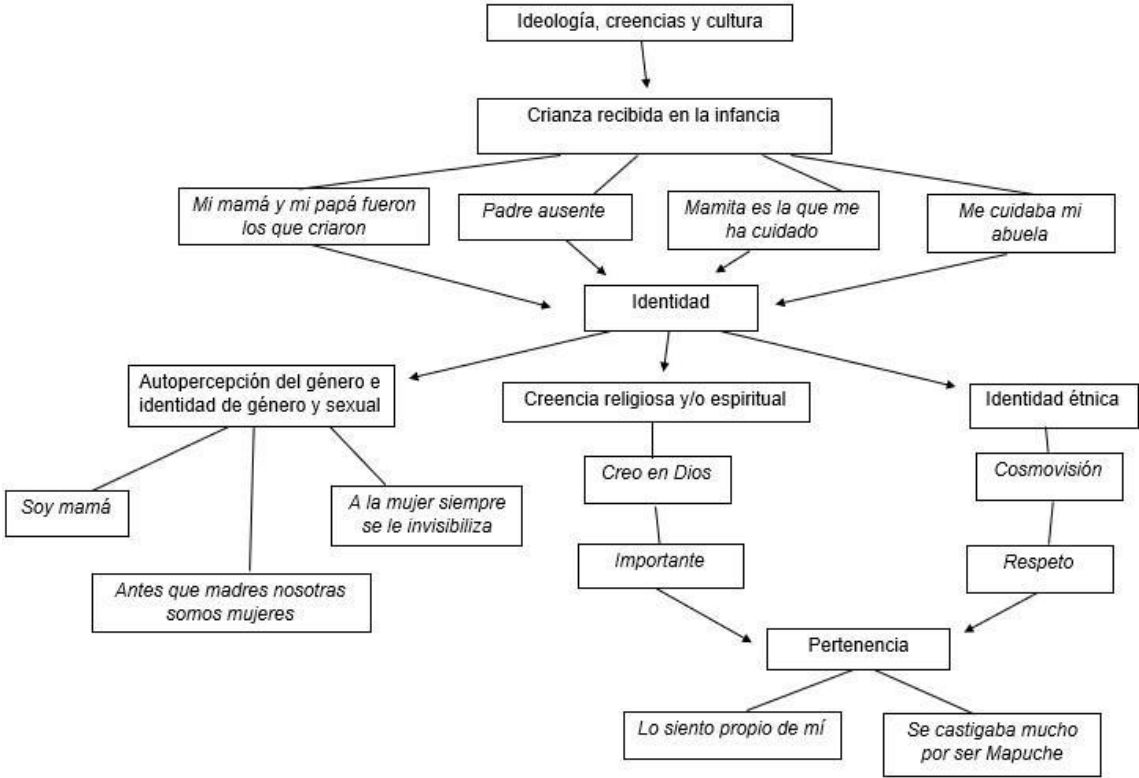 Ideología, creencias y cultura
Crianza recibida en la infancia
Mi mamá y mi papá fueron
los que criaron
Padre ausente
Mamita es la que me
ha cuidado
Me cuidaba mi
abuela
Identidad
Autopercepción del género e
identidad de género y sexual
Creencia religiosa y/o espiritual
Identidad étnica
Soy mamá
A la mujer siempre
se le invisibiliza
Creo en Dios
Cosmovisión
Antes que madres nosotras
somos mujeres
Importante
Respeto
Pertenencia
Lo siento propio de mí
Se castigaba mucho
por ser Mapuche